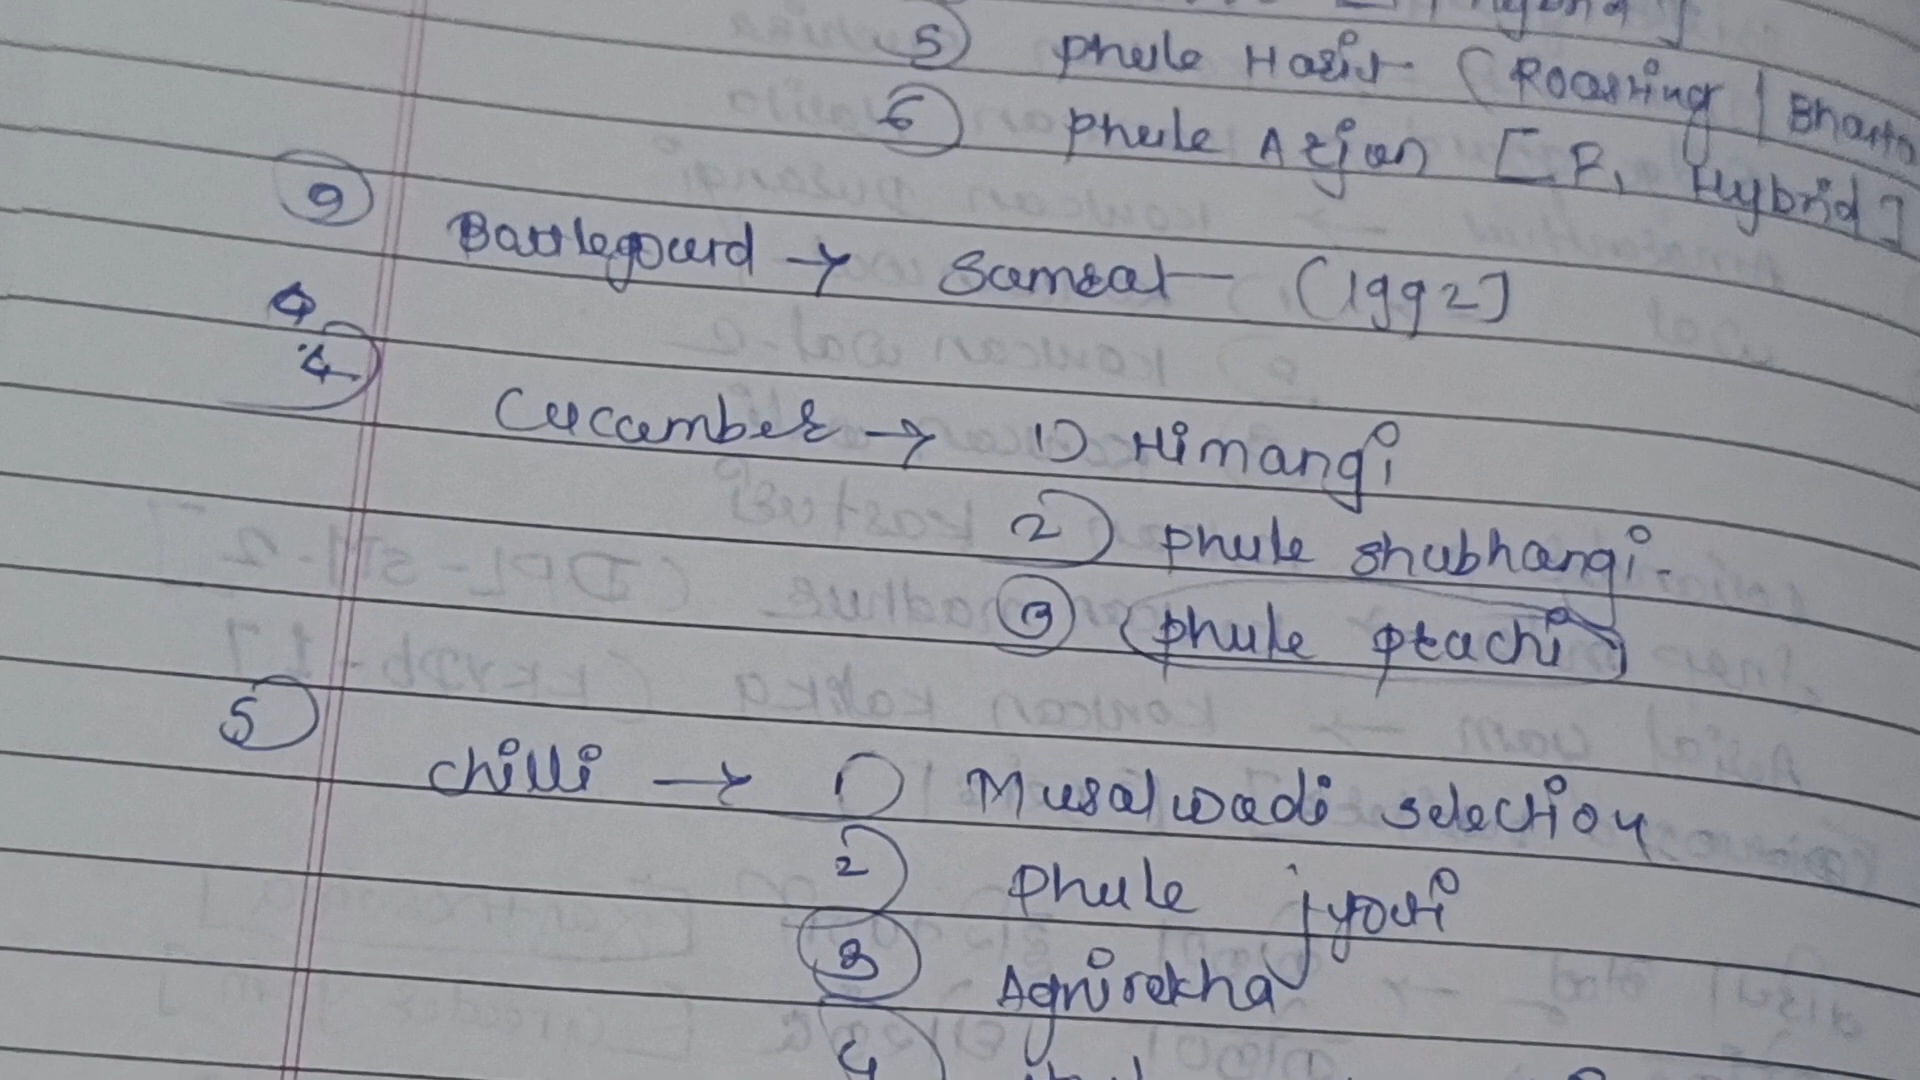 5) Phule Harit (Roasting | Bharta
6) Phule Arjun [F1 Hybrid]
3) Bottlegourd → Samrat (1992)
4) Cucumber → 1) Himangi
2) Phule shubhangi.
3) (Phule prachi)
5) chilli → 1) Musalwadi selection
2) Phule jyoti
3) Agnirekha
4)